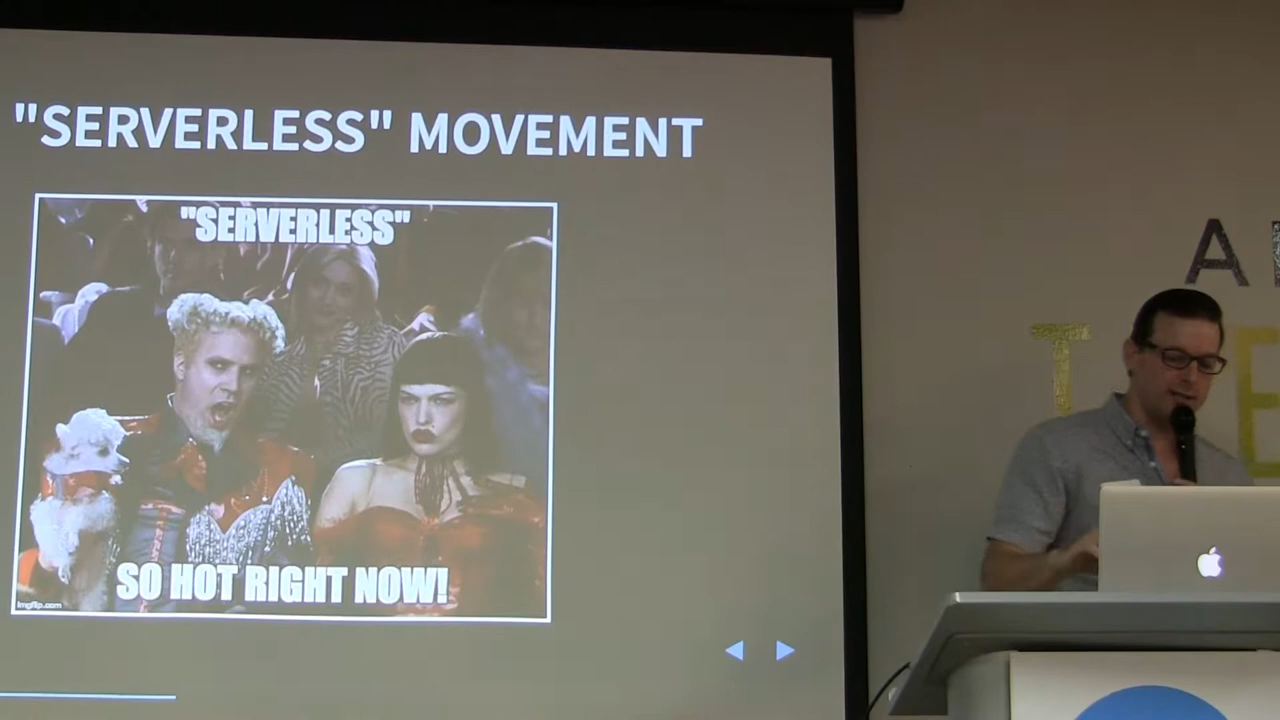 "SERVERLESS" MOVEMENT
"SERVERLESS"
SO HOT RIGHT NOW!
imgflip.com
A
T E